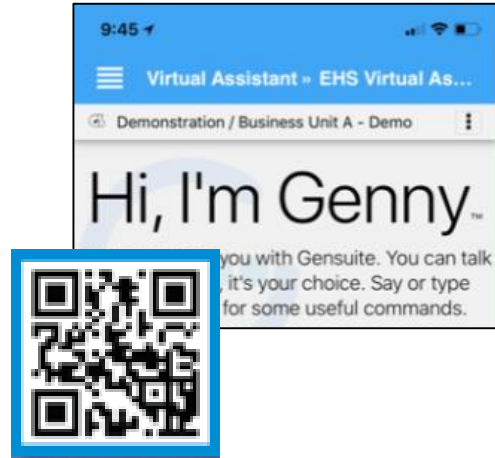 9:45
Virtual Assistant » EHS Virtual As...
Demonstration / Business Unit A - Demo
Hi, I'm Genny™
you with Gensuite. You can talk
, it's your choice. Say or type
for some useful commands.